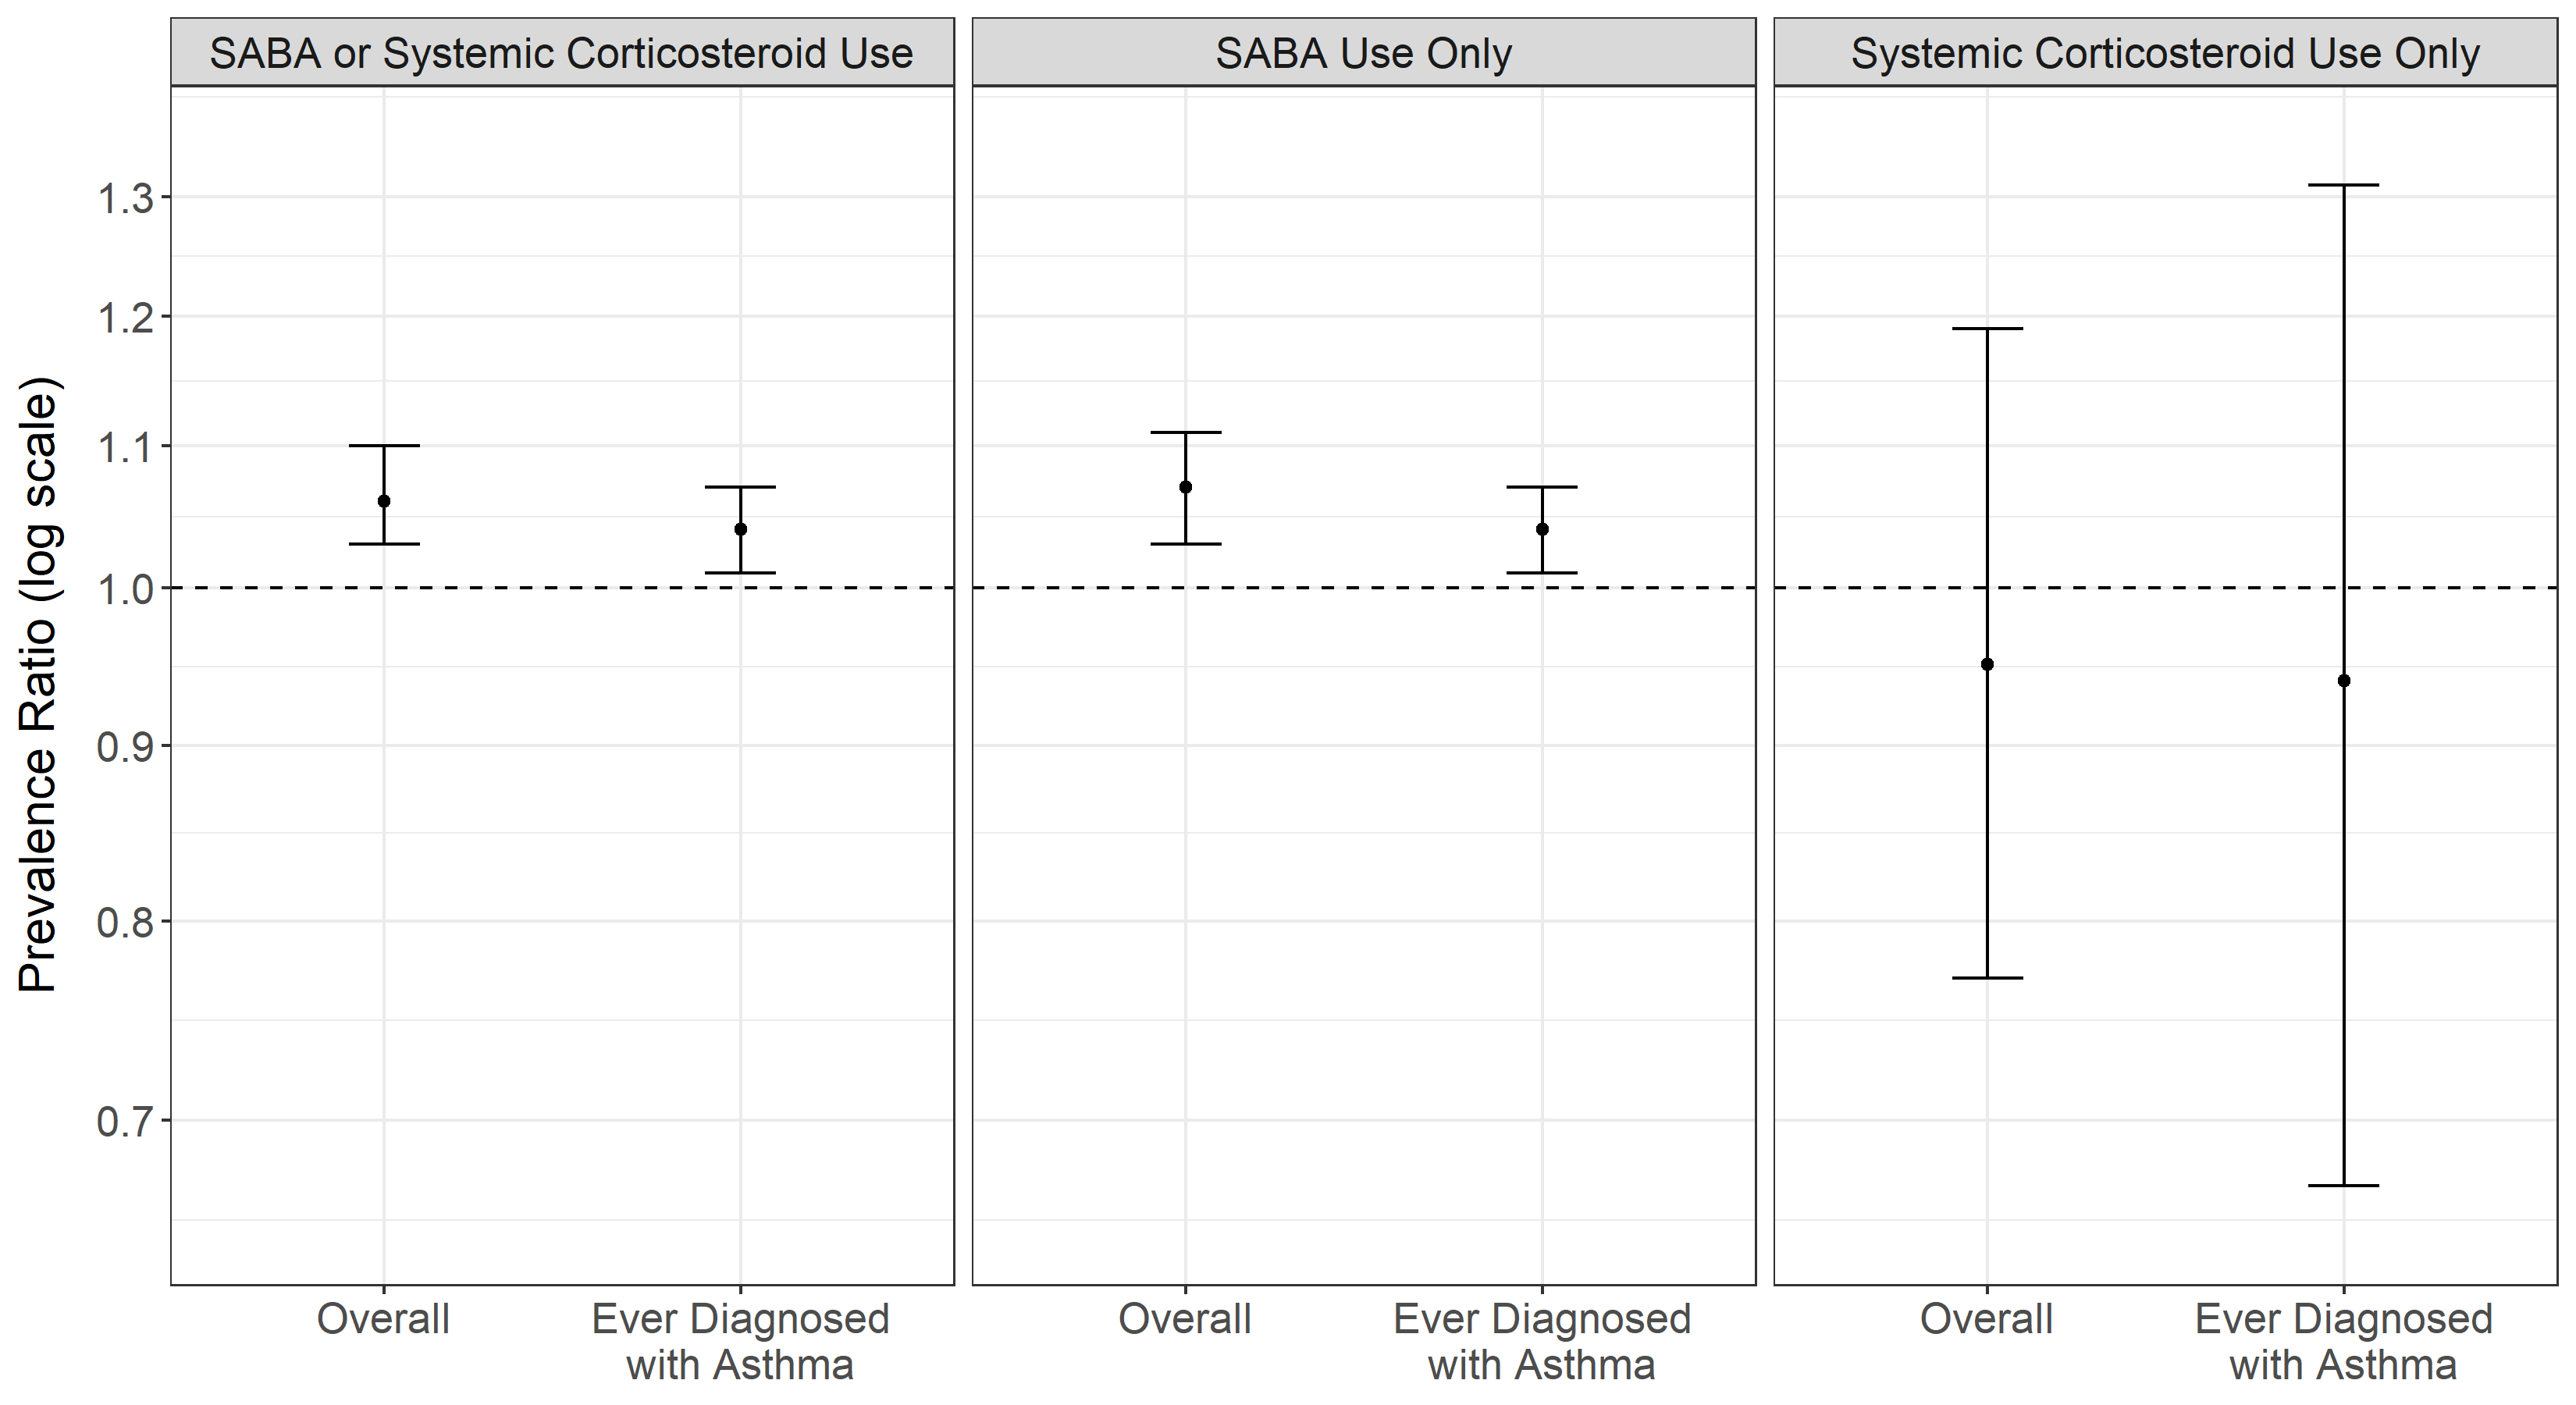 SABA or Systemic Corticosteroid Use
SABA Use Only
Systemic Corticosteroid Use Only
Prevalence Ratio (log scale)
1.3
1.2
1.1
1.0
0.9
0.8
0.7
Overall
Ever Diagnosed
with Asthma
Overall
Ever Diagnosed
with Asthma
Overall
Ever Diagnosed
with Asthma